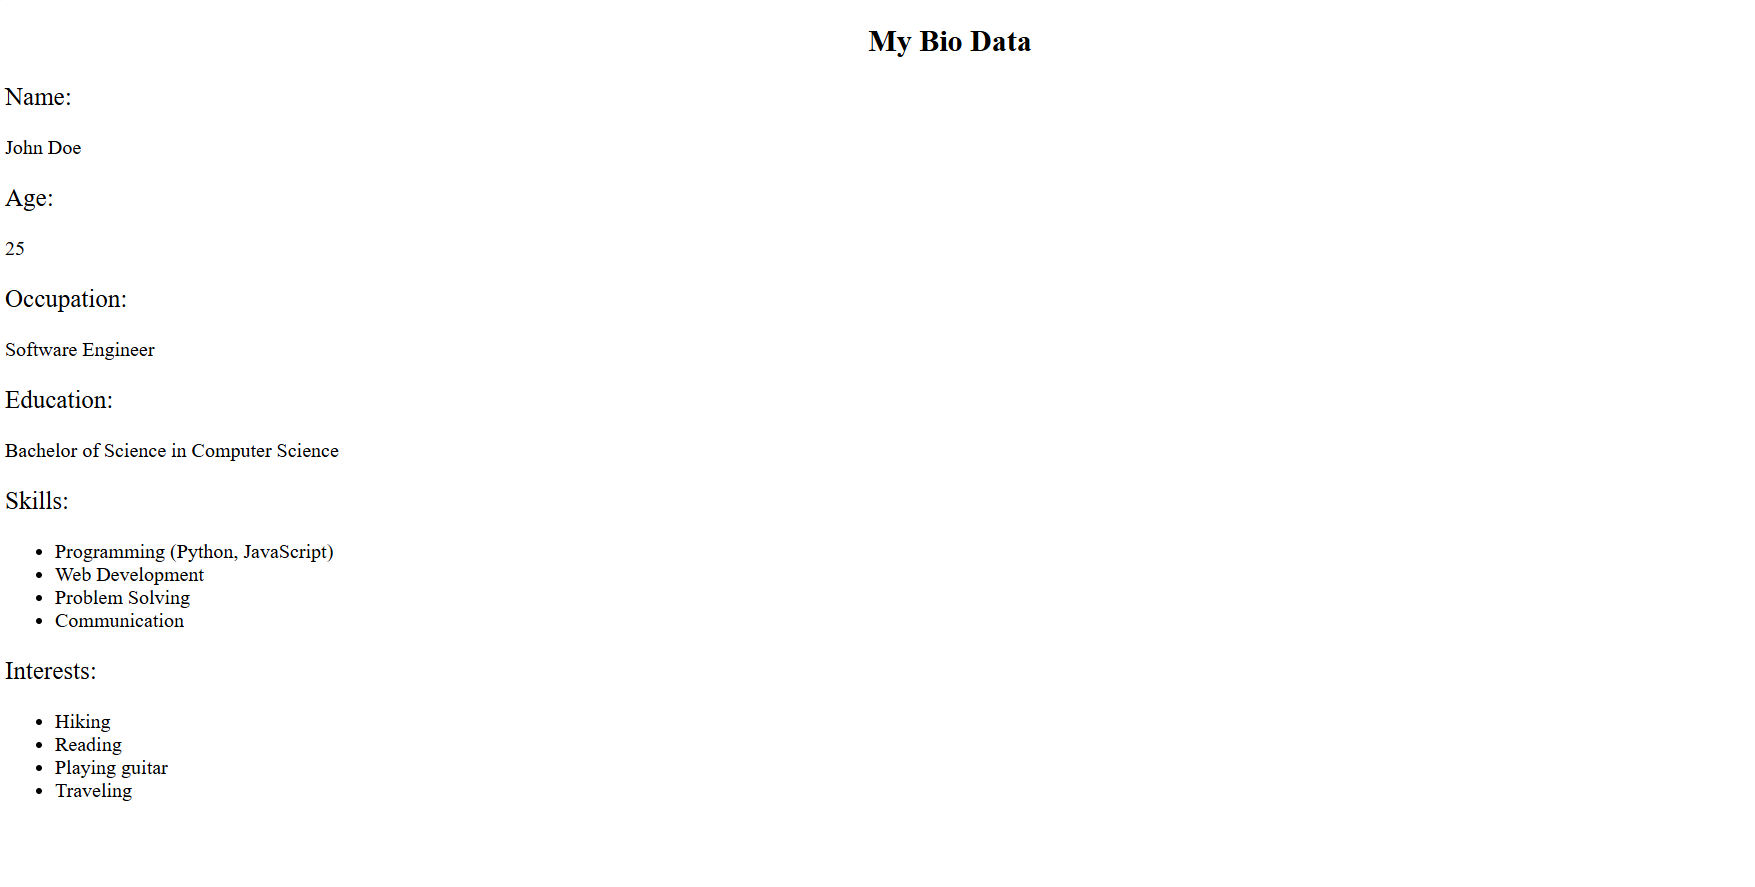 My Bio Data
Name:
John Doe
Age:
25
Occupation:
Software Engineer
Education:
Bachelor of Science in Computer Science
Skills:
• Programming (Python, JavaScript)
• Web Development
• Problem Solving
• Communication
Interests:
• Hiking
• Reading
• Playing guitar
• Traveling